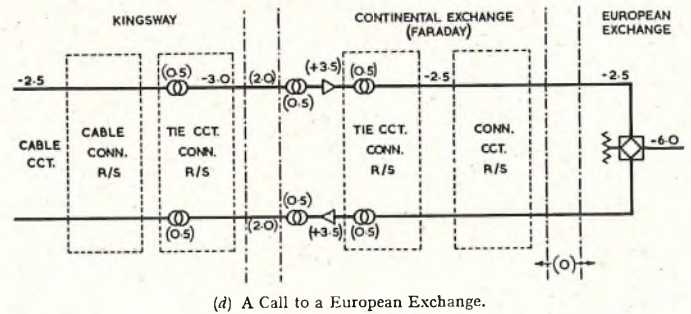 KINGSWAY
CONTINENTAL EXCHANGE
(FARADAY)
EUROPEAN
EXCHANGE
-2·5
(0·5)
-3·0
(2·0)
(0·5)
(+3·5)
(0·5)
-2·5
-2·5
CABLE
CCT.
CABLE
CONN.
R/S
TIE CCT.
CONN.
R/S
TIE CCT.
CONN.
R/S
CONN.
CCT.
R/S
-6·0
(0·5)
(2·0)
(0·5)
(+3·5)
(0·5)
(0)
(d) A Call to a European Exchange.